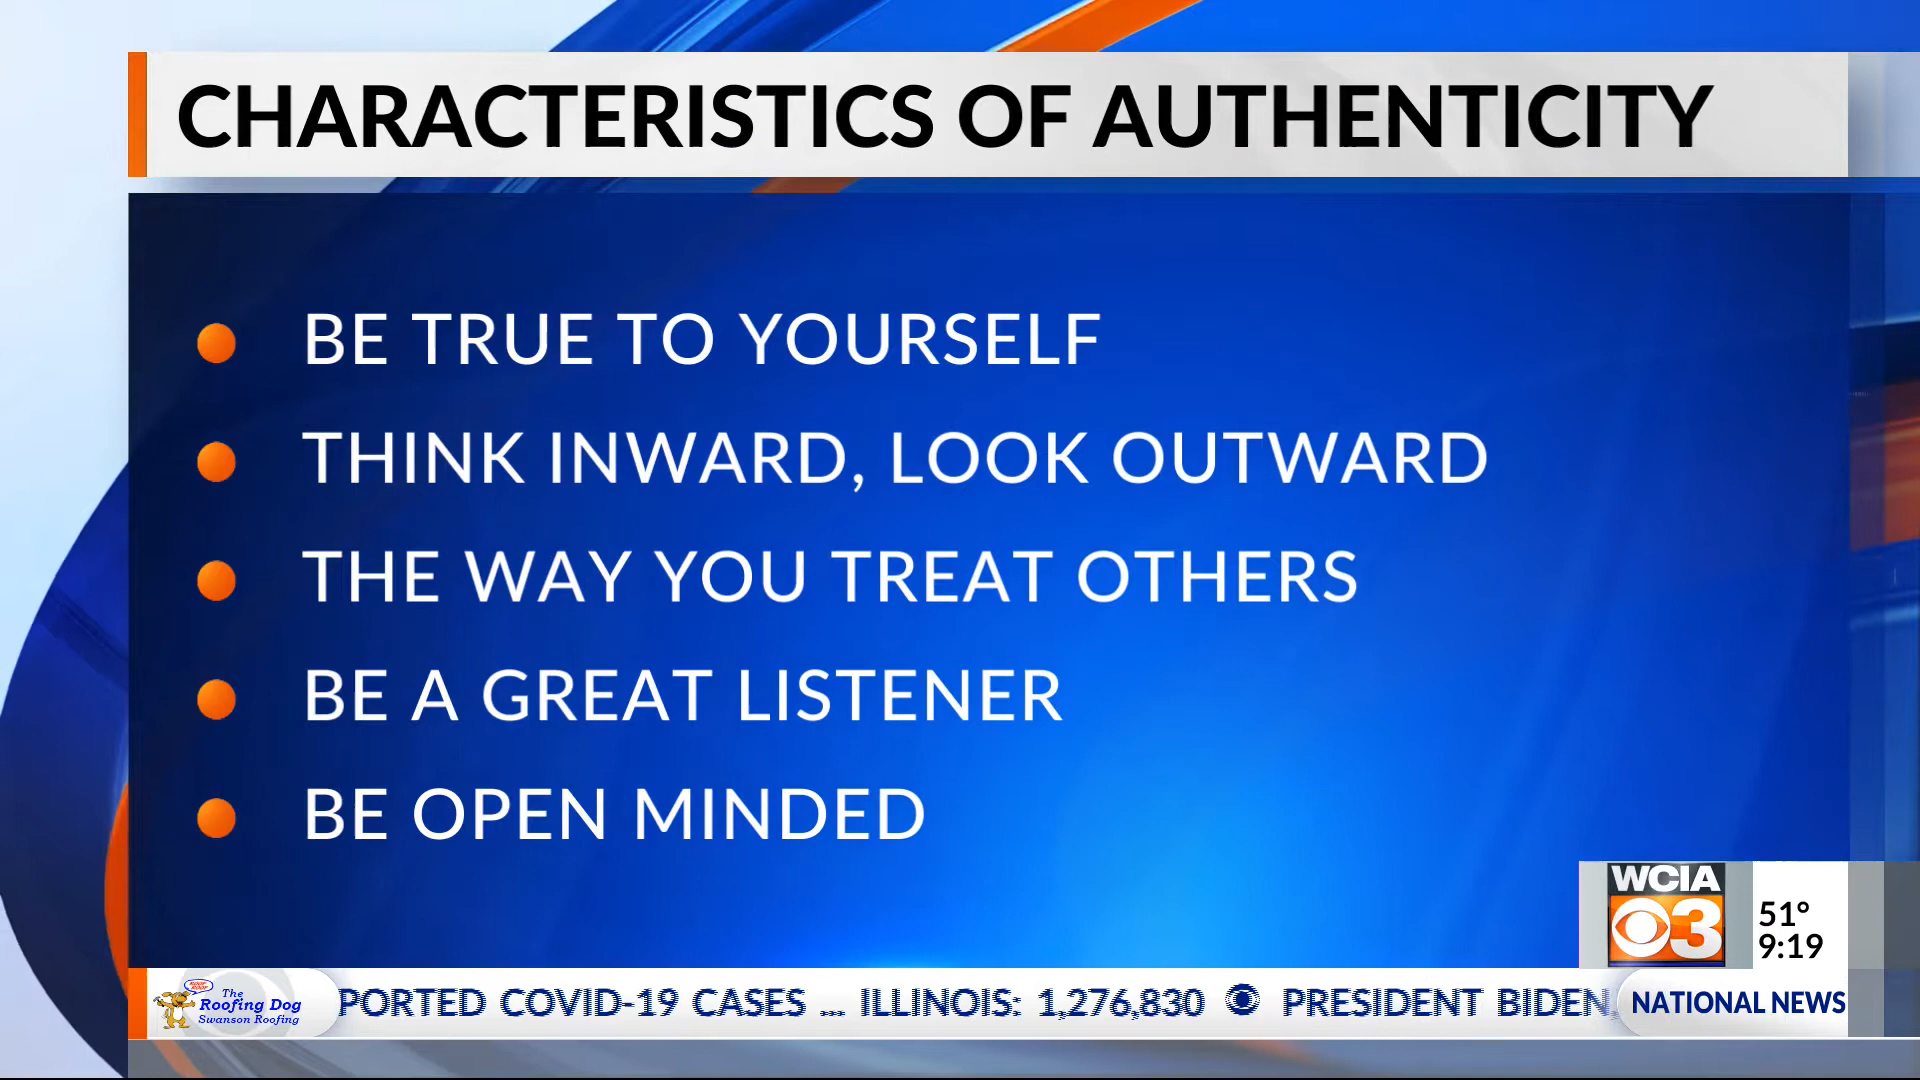 CHARACTERISTICS OF AUTHENTICITY
BE TRUE TO YOURSELF
THINK INWARD, LOOK OUTWARD
THE WAY YOU TREAT OTHERS
BE A GREAT LISTENER
BE OPEN MINDED
WCIA
3
51°
9:19
The
Roofing Dog
Swanson Roofing
PORTED COVID-19 CASES ... ILLINOIS: 1,276,830 PRESIDENT BIDEN
NATIONAL NEWS